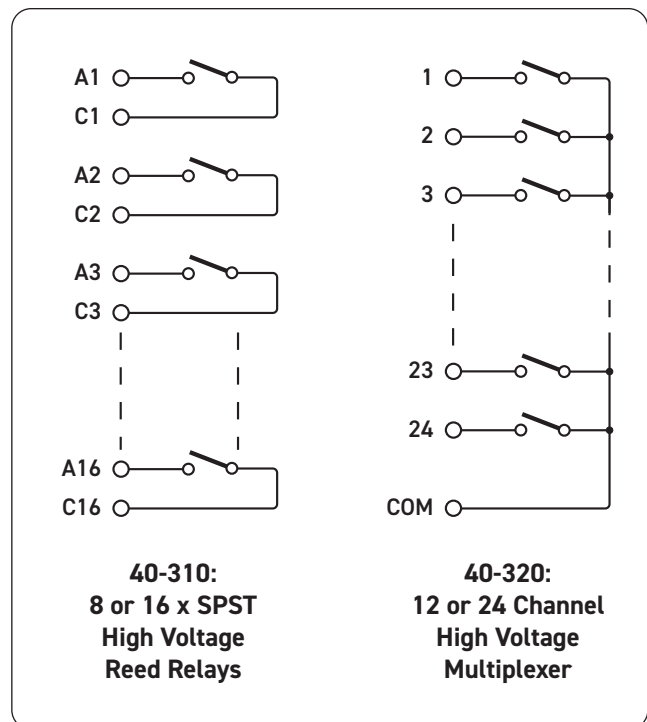 A1
C1
A2
C2
A3
C3
A16
C16
40-310:
8 or 16 x SPST
High Voltage
Reed Relays
1
2
3
23
24
COM
40-320:
12 or 24 Channel
High Voltage
Multiplexer